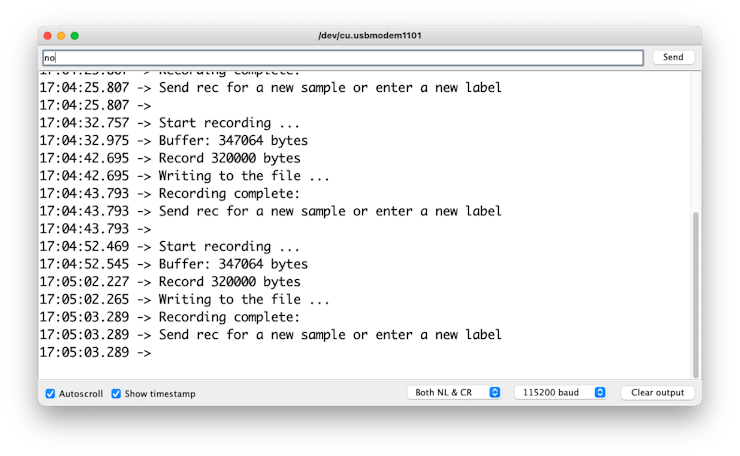 /dev/cu.usbmodem1101
no
Send
17:04:25.807 -> Recording complete:
17:04:25.807 -> Send rec for a new sample or enter a new label
17:04:25.807 ->
17:04:32.757 -> Start recording ...
17:04:32.975 -> Buffer: 347064 bytes
17:04:42.695 -> Record 320000 bytes
17:04:42.695 -> Writing to the file ...
17:04:43.793 -> Recording complete:
17:04:43.793 -> Send rec for a new sample or enter a new label
17:04:43.793 ->
17:04:52.469 -> Start recording ...
17:04:52.545 -> Buffer: 347064 bytes
17:05:02.227 -> Record 320000 bytes
17:05:02.265 -> Writing to the file ...
17:05:03.289 -> Recording complete:
17:05:03.289 -> Send rec for a new sample or enter a new label
17:05:03.289 ->
Autoscroll Show timestamp Both NL & CR 115200 baud Clear output